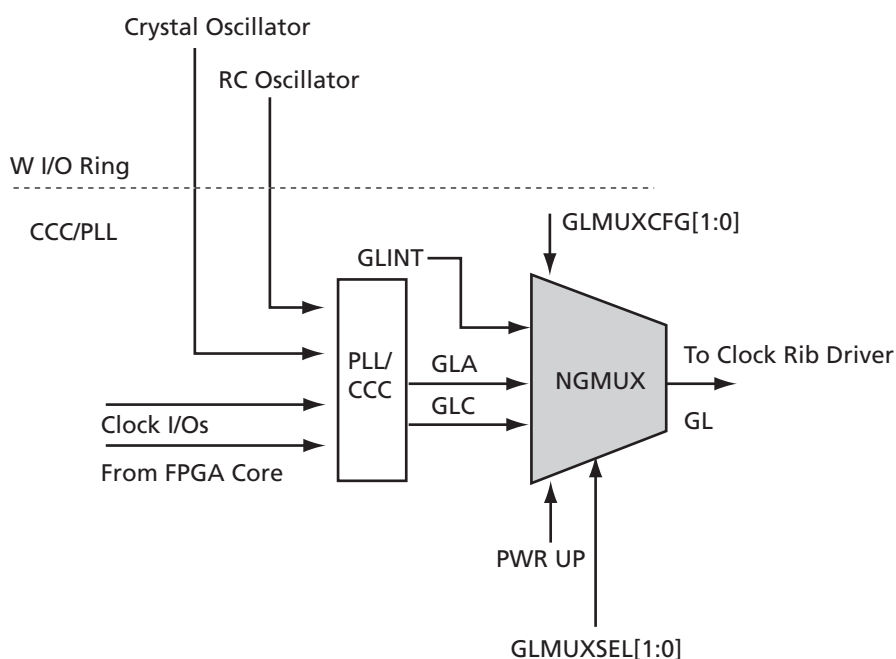 Crystal Oscillator
RC Oscillator
W I/O Ring
CCC/PLL
GLMUXCFG[1:0]
GLINT
PLL/
CCC
GLA
GLC
NGMUX
To Clock Rib Driver
GL
Clock I/Os
From FPGA Core
PWR UP
GLMUXSEL[1:0]